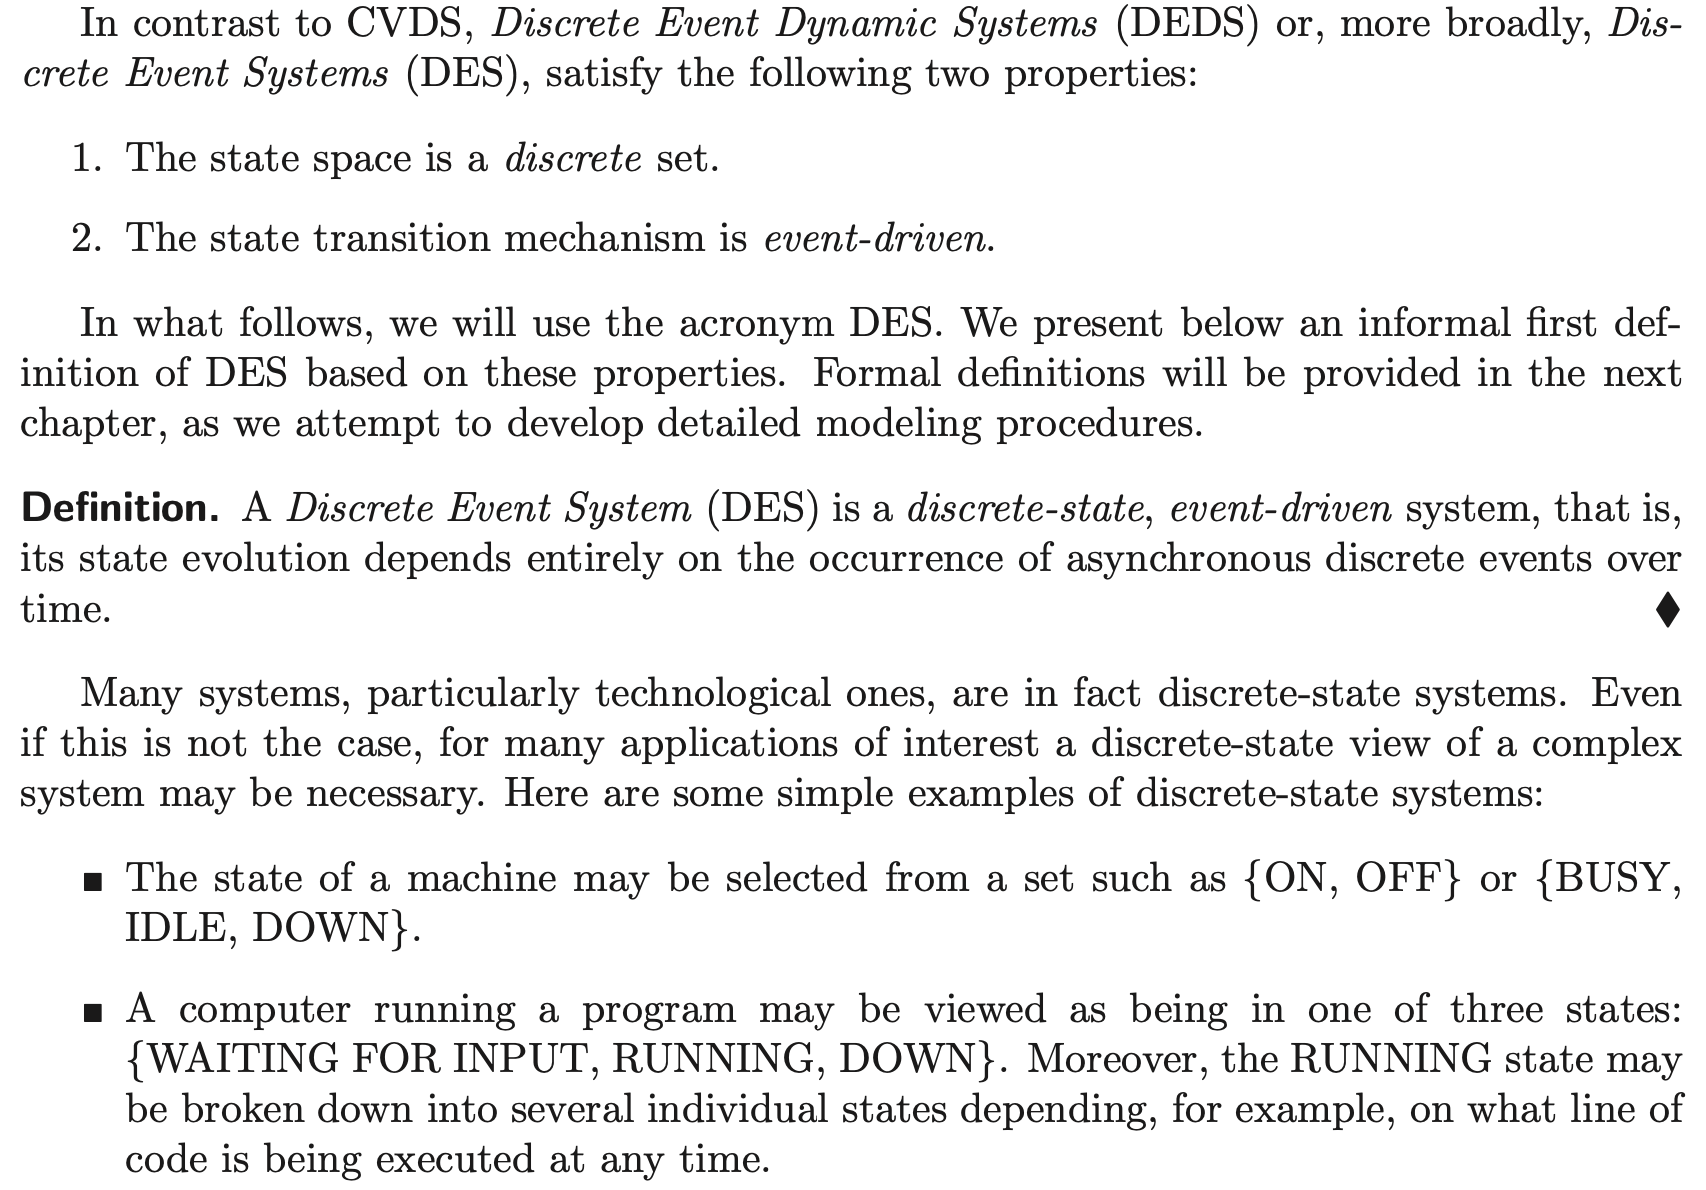 In contrast to CVDS, Discrete Event Dynamic Systems (DEDS) or, more broadly, Dis-
crete Event Systems (DES), satisfy the following two properties:
1. The state space is a discrete set.
2. The state transition mechanism is event-driven.
In what follows, we will use the acronym DES. We present below an informal first def-
inition of DES based on these properties. Formal definitions will be provided in the next
chapter, as we attempt to develop detailed modeling procedures.
Definition. A Discrete Event System (DES) is a discrete-state, event-driven system, that is,
its state evolution depends entirely on the occurrence of asynchronous discrete events over
time. ♦
Many systems, particularly technological ones, are in fact discrete-state systems. Even
if this is not the case, for many applications of interest a discrete-state view of a complex
system may be necessary. Here are some simple examples of discrete-state systems:
■ The state of a machine may be selected from a set such as {ON, OFF} or {BUSY,
IDLE, DOWN}.
■ A computer running a program may be viewed as being in one of three states:
{WAITING FOR INPUT, RUNNING, DOWN}. Moreover, the RUNNING state may
be broken down into several individual states depending, for example, on what line of
code is being executed at any time.